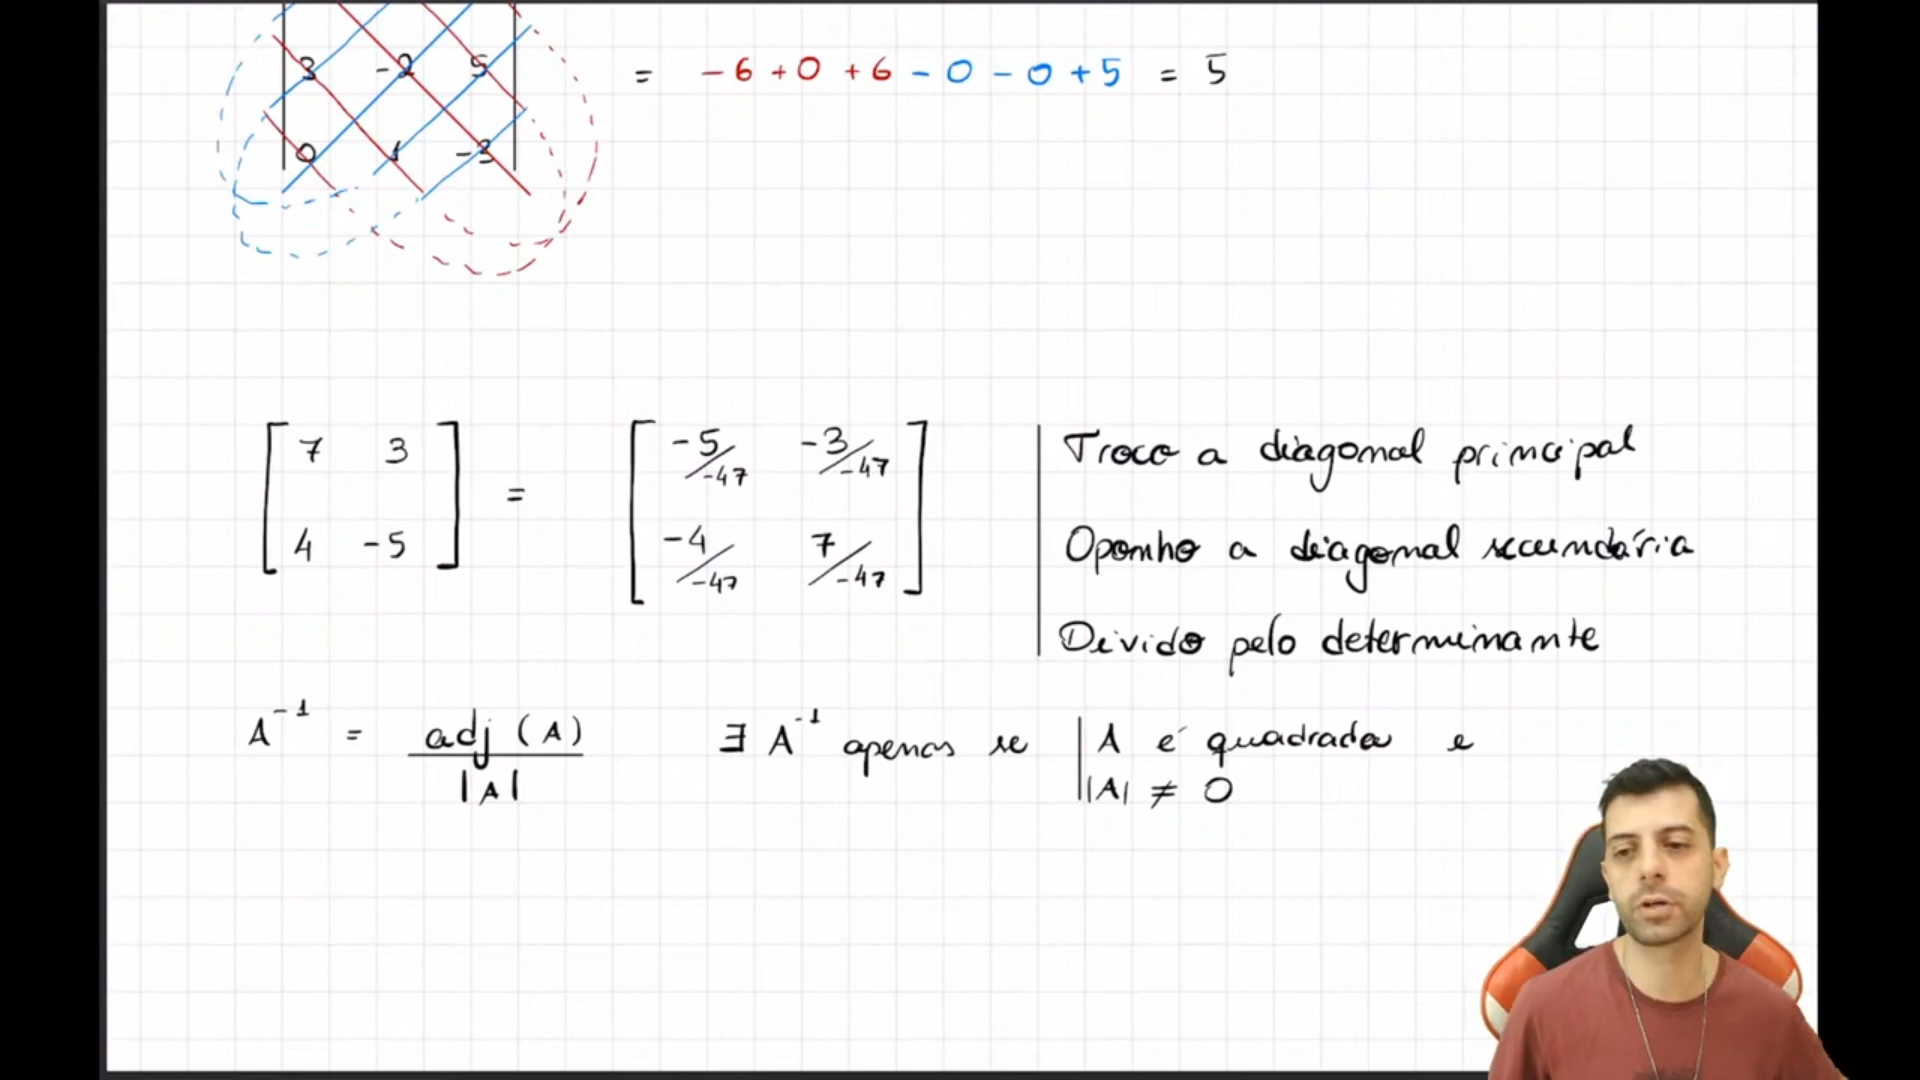 3 -2 5
= -6 +0 +6 -0 -0 +5 = 5
0 1 -3
7 3
4 -5
=
-5/-47 -3/-47
-4/-47 7/-47
Troco a diagonal principal
Oponho a diagonal secundária
Divido pelo determinante
A⁻¹ = adj (A) / |A|
∃ A⁻¹ apenas se
A é quadrada e
|A| ≠ 0